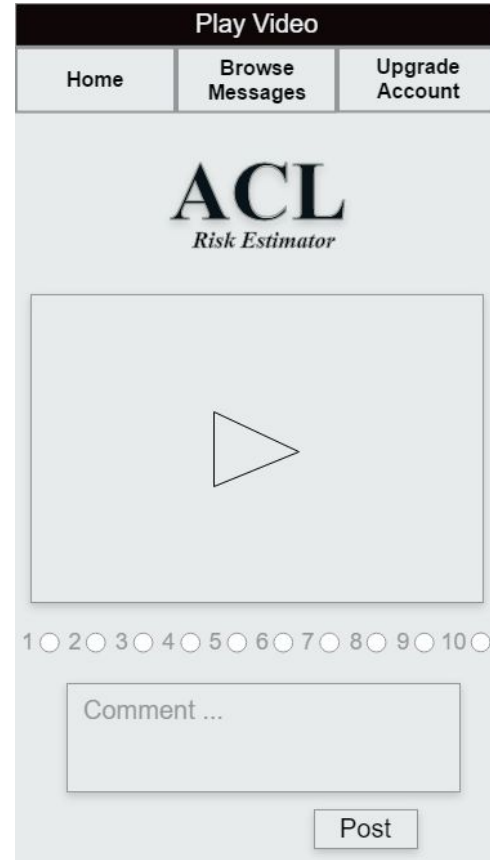 Play Video
Home
Browse
Messages
Upgrade
Account
ACL
Risk Estimator
1 2 3 4 5 6 7 8 9 10
Comment ...
Post